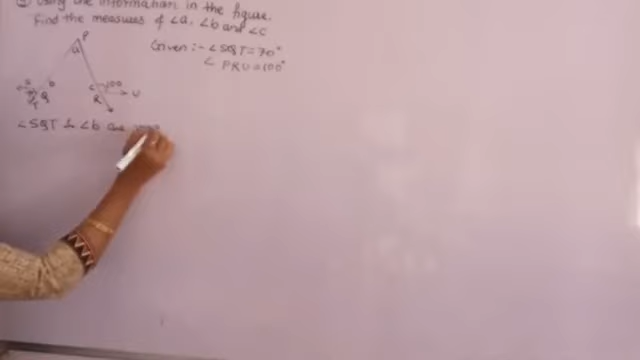 Using the information in the figure.
Find the measures of ∠a, ∠b and ∠c
Given :- ∠SQT = 70°
∠ PRU = 100°
P
a
S b c 100
T Q R U
∠SQT & ∠b are